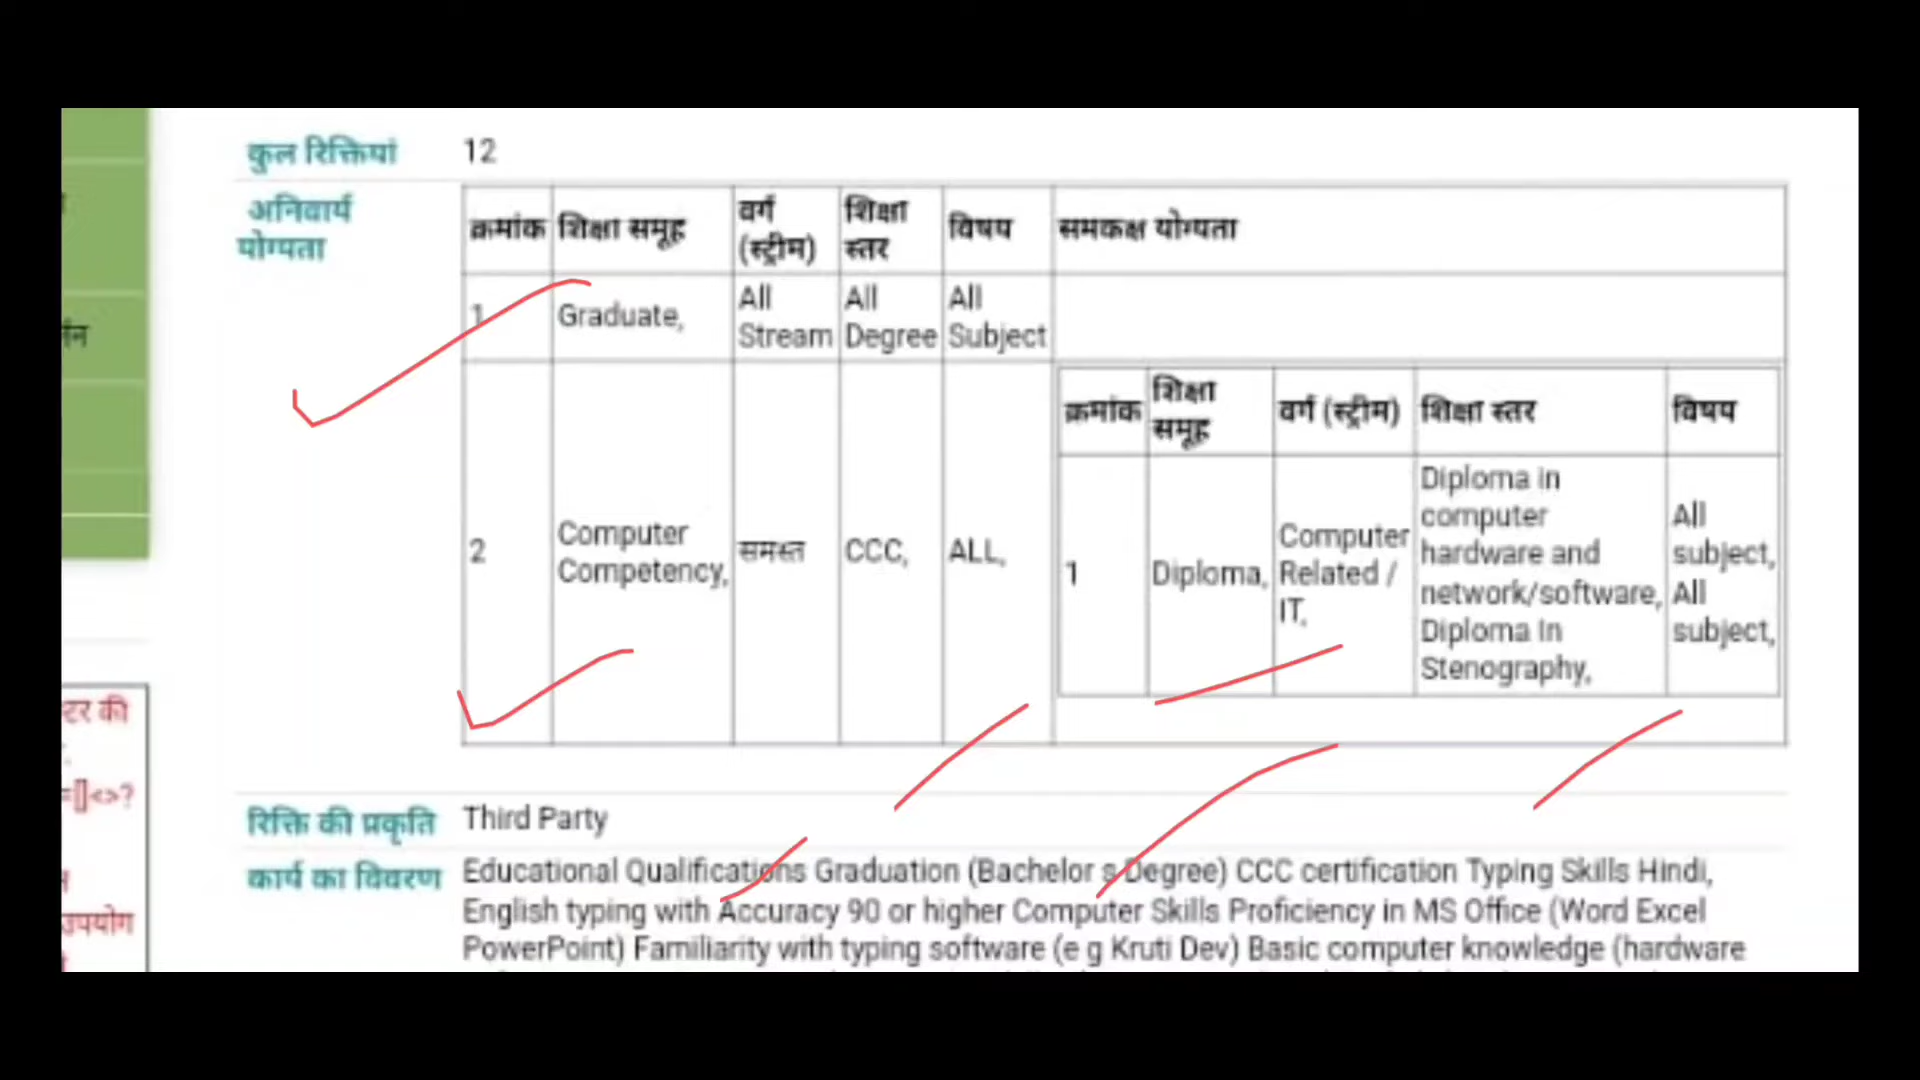 कुल रिक्तियां 12
अनिवार्य योग्यता
क्रमांक शिक्षा समूह वर्ग (स्ट्रीम) शिक्षा स्तर विषय समकक्ष योग्यता
1 Graduate, All Stream All Degree All Subject
2 Computer Competency, समस्त CCC, ALL,
क्रमांक शिक्षा समूह वर्ग (स्ट्रीम) शिक्षा स्तर विषय
1 Diploma, Computer Related / IT, Diploma in computer hardware and network/software, Diploma In Stenography, All subject, All subject,
रिक्ति की प्रकृति Third Party
कार्य का विवरण Educational Qualifications Graduation (Bachelor s Degree) CCC certification Typing Skills Hindi,
English typing with Accuracy 90 or higher Computer Skills Proficiency in MS Office (Word Excel
PowerPoint) Familiarity with typing software (e g Kruti Dev) Basic computer knowledge (hardware
टर की
=[]<>?
उपयोग